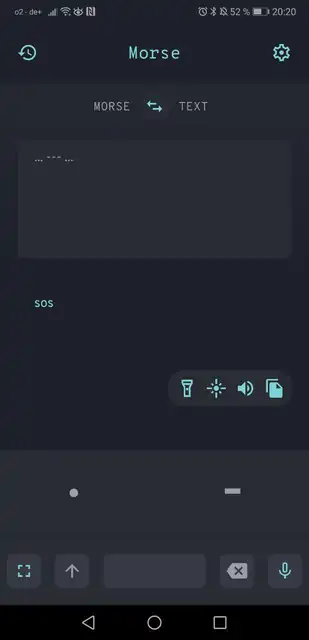 o2 - de+ 52 % 20:20
Morse
MORSE TEXT
... --- ...
sos